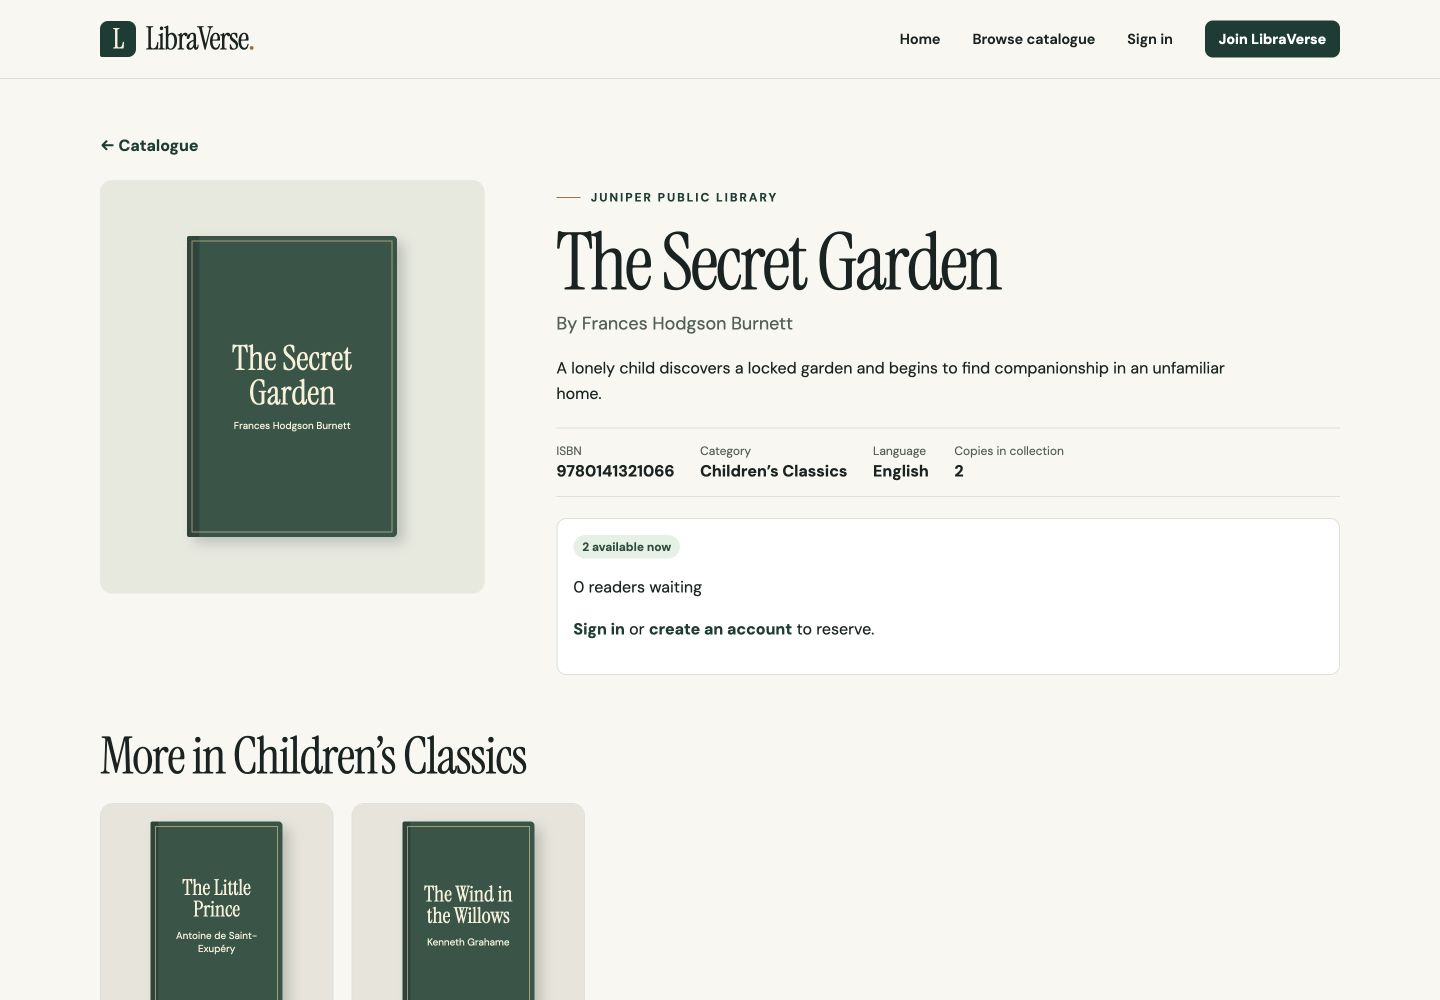 L LibraVerse.
Home
Browse catalogue
Sign in
Join LibraVerse
← Catalogue
The Secret
Garden
Frances Hodgson Burnett
JUNIPER PUBLIC LIBRARY
The Secret Garden
By Frances Hodgson Burnett
A lonely child discovers a locked garden and begins to find companionship in an unfamiliar
home.
ISBN
9780141321066
Category
Children’s Classics
Language
English
Copies in collection
2
2 available now
0 readers waiting
Sign in or create an account to reserve.
More in Children’s Classics
The Little
Prince
Antoine de Saint-
Exupéry
The Wind in
the Willows
Kenneth Grahame